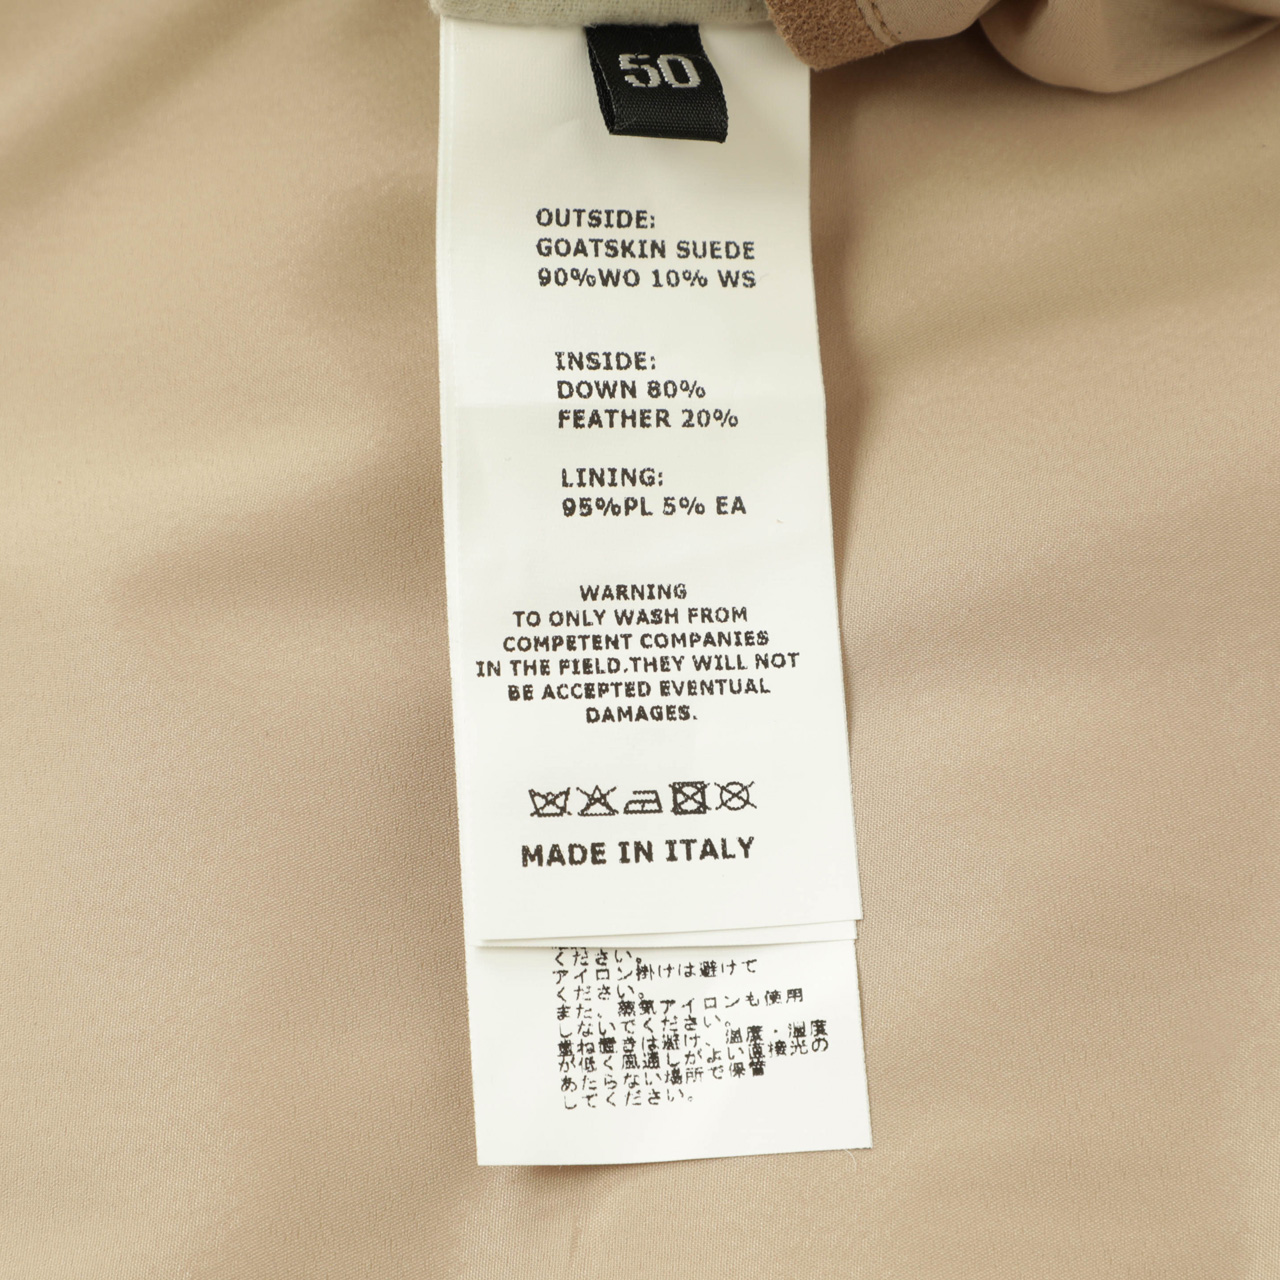 50
OUTSIDE:
GOATSKIN SUEDE
90%WO 10% WS
INSIDE:
DOWN 80%
FEATHER 20%
LINING:
95%PL 5% EA
WARNING
TO ONLY WASH FROM
COMPETENT COMPANIES
IN THE FIELD.THEY WILL NOT
BE ACCEPTED EVENTUAL
DAMAGES.
MADE IN ITALY
ください。
アイロン掛けは避けて
ください。
また、蒸気アイロンも使用
しないでください。
重ね置きは避け、温度・湿度
が低く風通しがよい直接光の
あたらない場所で保管
してください。